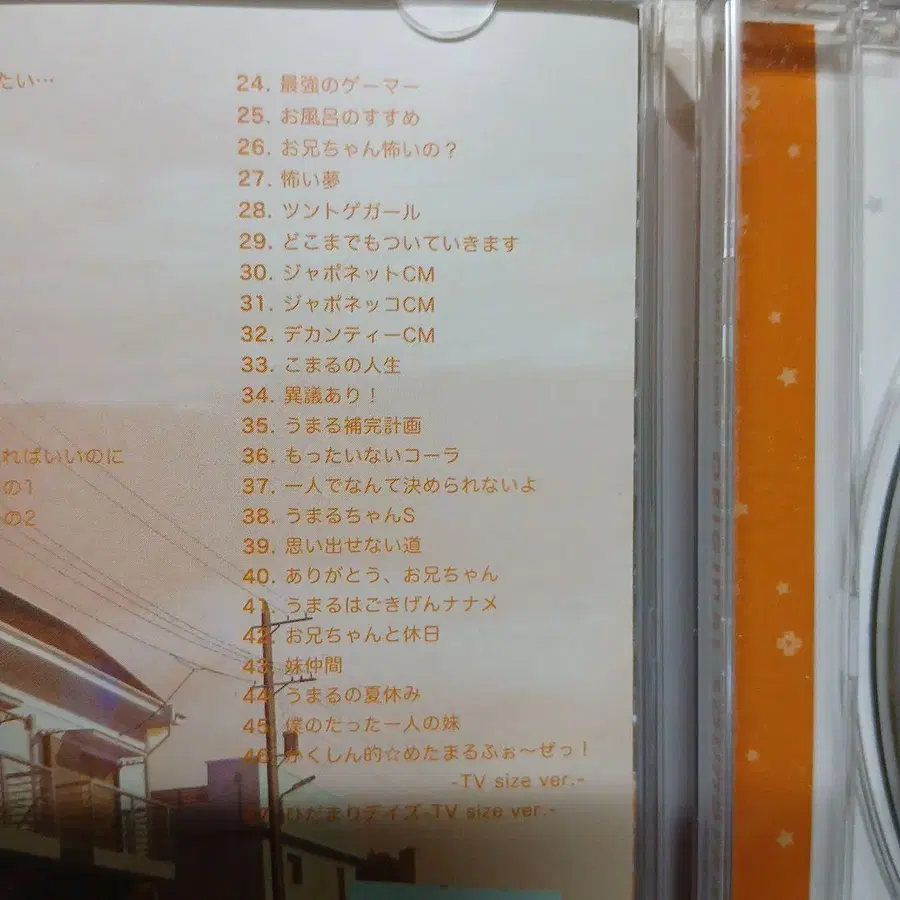 たい…
ればいいのに
の1
の2
24. 最強のゲーマー
25. お風呂のすすめ
26. お兄ちゃん怖いの？
27. 怖い夢
28. ツントゲガール
29. どこまでもついていきます
30. ジャポネットCM
31. ジャポネッコCM
32. デカンティーCM
33. こまるの人生
34. 異議あり！
35. うまる補完計画
36. もったいないコーラ
37. 一人でなんて決められないよ
38. うまるちゃんS
39. 思い出せない道
40. ありがとう、お兄ちゃん
41. うまるはごきげんナナメ
42. お兄ちゃんと休日
43. 妹仲間
44. うまるの夏休み
45. 僕のたった一人の妹
46. かくしん的☆めたまるふぉ～ぜっ！
-TV size ver.-
47. ひだまりデイズ-TV size ver.-